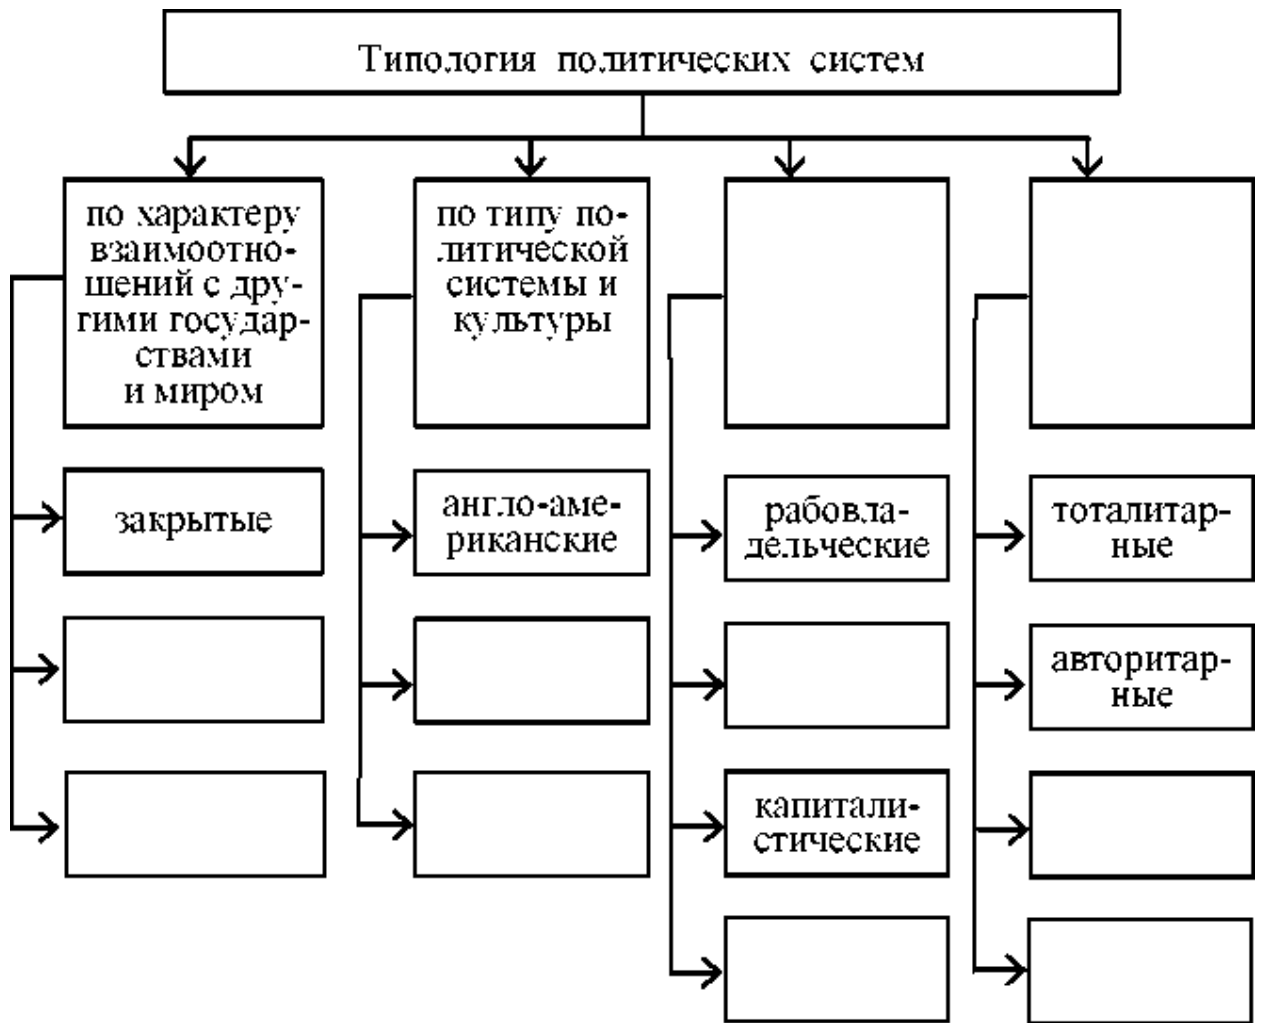 Типология политических систем
по характеру
взаимоотно-
шений с дру-
гими государ-
ствами
и миром
по типу по-
литической
системы и
культуры
закрытые
англо-аме-
риканские
рабовла-
дельческие
тоталитар-
ные
авторитар-
ные
капитали-
стические